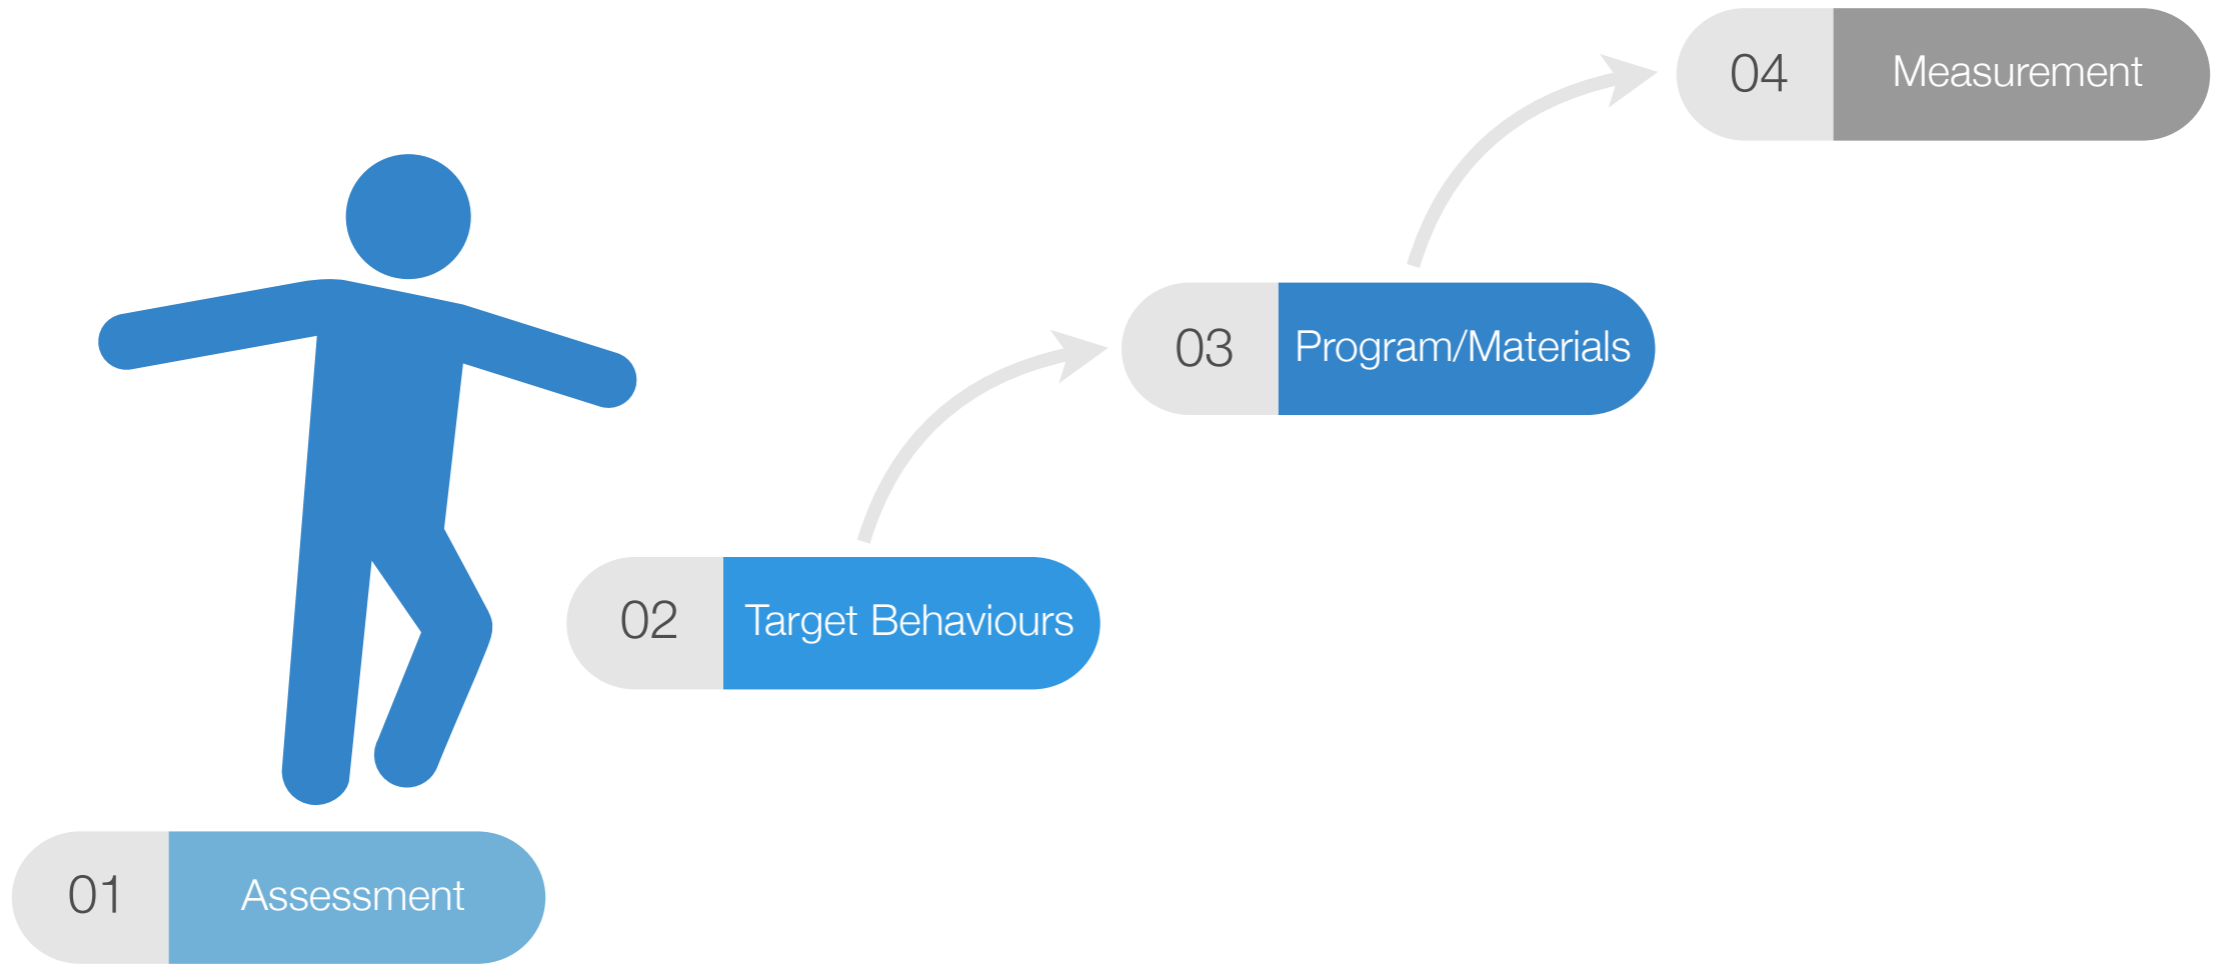 01 Assessment
02 Target Behaviours
03 Program/Materials
04 Measurement